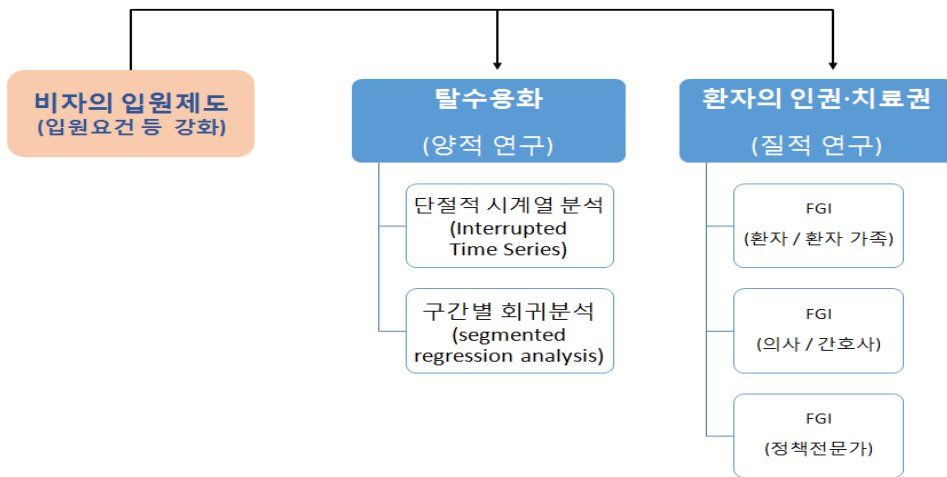 비자의 입원제도
(입원요건 등 강화)
탈수용화
(양적 연구)
단절적 시계열 분석
(Interrupted
Time Series)
구간별 회귀분석
(segmented
regression analysis)
환자의 인권·치료권
(질적 연구)
FGI
(환자 / 환자 가족)
FGI
(의사 / 간호사)
FGI
(정책전문가)